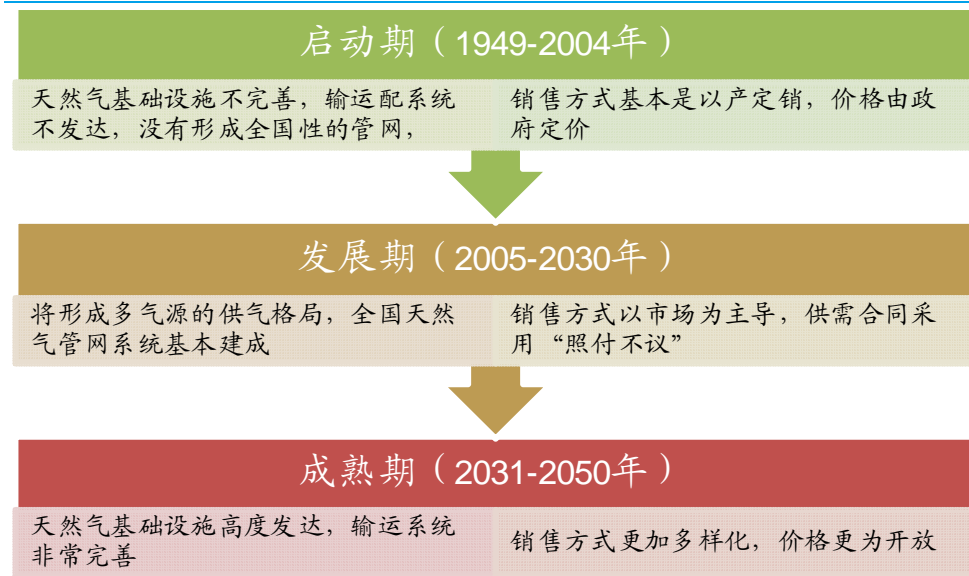 启动期（1949-2004年）
天然气基础设施不完善，输运配系统
不发达，没有形成全国性的管网，
销售方式基本是以产定销，价格由政
府定价
发展期（2005-2030年）
将形成多气源的供气格局，全国天然
气管网系统基本建成
销售方式以市场为主导，供需合同采
用“照付不议”
成熟期（2031-2050年）
天然气基础设施高度发达，输运系统
非常完善
销售方式更加多样化，价格更为开放